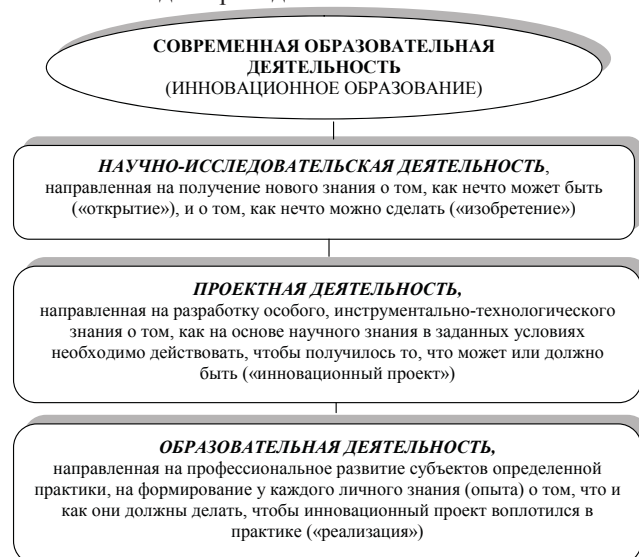 СОВРЕМЕННАЯ ОБРАЗОВАТЕЛЬНАЯ
ДЕЯТЕЛЬНОСТЬ
(ИННОВАЦИОННОЕ ОБРАЗОВАНИЕ)
НАУЧНО-ИССЛЕДОВАТЕЛЬСКАЯ ДЕЯТЕЛЬНОСТЬ,
направленная на получение нового знания о том, как нечто может быть
(«открытие»), и о том, как нечто можно сделать («изобретение»)
ПРОЕКТНАЯ ДЕЯТЕЛЬНОСТЬ,
направленная на разработку особого, инструментально-технологического
знания о том, как на основе научного знания в заданных условиях
необходимо действовать, чтобы получилось то, что может или должно
быть («инновационный проект»)
ОБРАЗОВАТЕЛЬНАЯ ДЕЯТЕЛЬНОСТЬ,
направленная на профессиональное развитие субъектов определенной
практики, на формирование у каждого личного знания (опыта) о том, что и
как они должны делать, чтобы инновационный проект воплотился в
практике («реализация»)